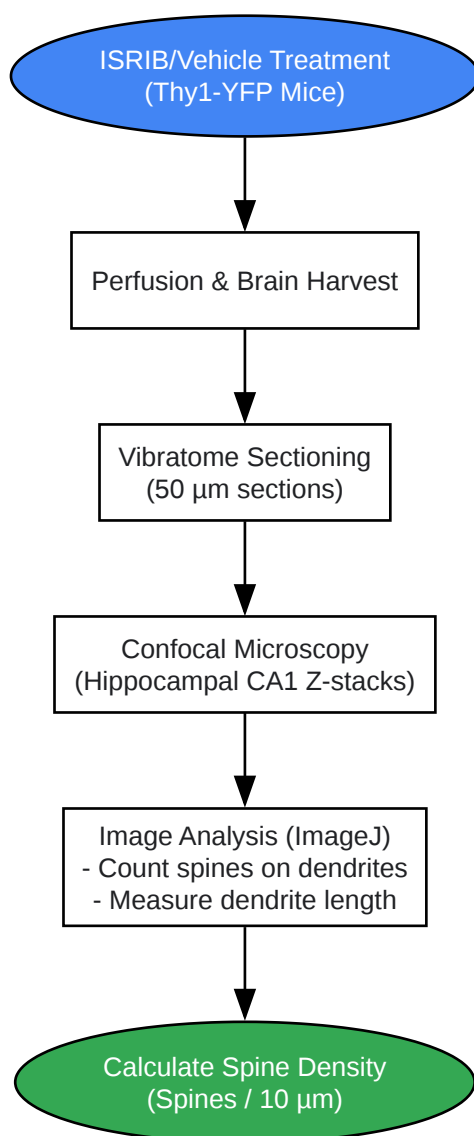 ISRIB/Vehicle Treatment
(Thy1-YFP Mice)
Perfusion & Brain Harvest
Vibratome Sectioning
(50 µm sections)
Confocal Microscopy
(Hippocampal CA1 Z-stacks)
Image Analysis (ImageJ)
- Count spines on dendrites
- Measure dendrite length
Calculate Spine Density
(Spines / 10 µm)